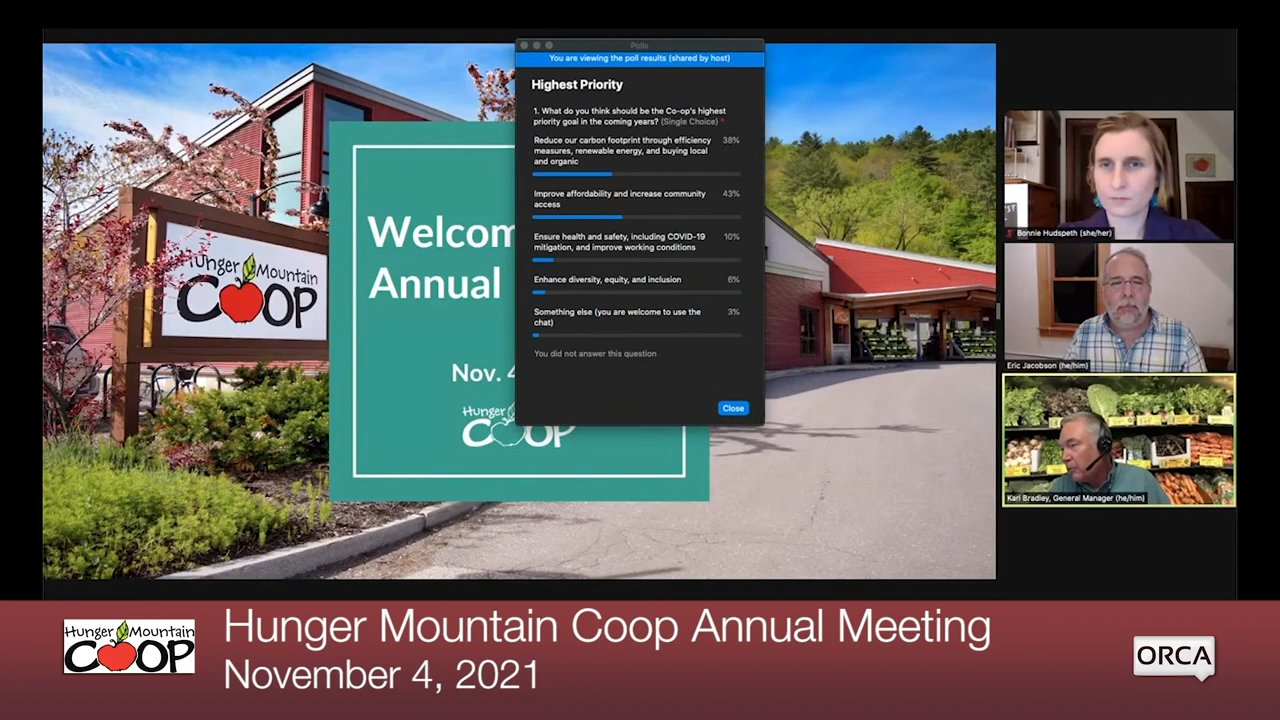 Polls
You are viewing the poll results (shared by host)
Highest Priority
1. What do you think should be the Co-op's highest
priority goal in the coming years? (Single Choice) *
Reduce our carbon footprint through efficiency 38%
measures, renewable energy, and buying local
and organic
Improve affordability and increase community 43%
access
Ensure health and safety, including COVID-19 10%
mitigation, and improve working conditions
Enhance diversity, equity, and inclusion 6%
Something else (you are welcome to use the 3%
chat)
You did not answer this question
Close
Hunger Mountain
COOP
Welcom
Annual
Nov. 4
Hunger
COOP
Bonnie Hudspeth (she/her)
Eric Jacobson (he/him)
Kari Bradley, General Manager (he/him)
Hunger Mountain
COOP
Hunger Mountain Coop Annual Meeting
November 4, 2021
ORCA